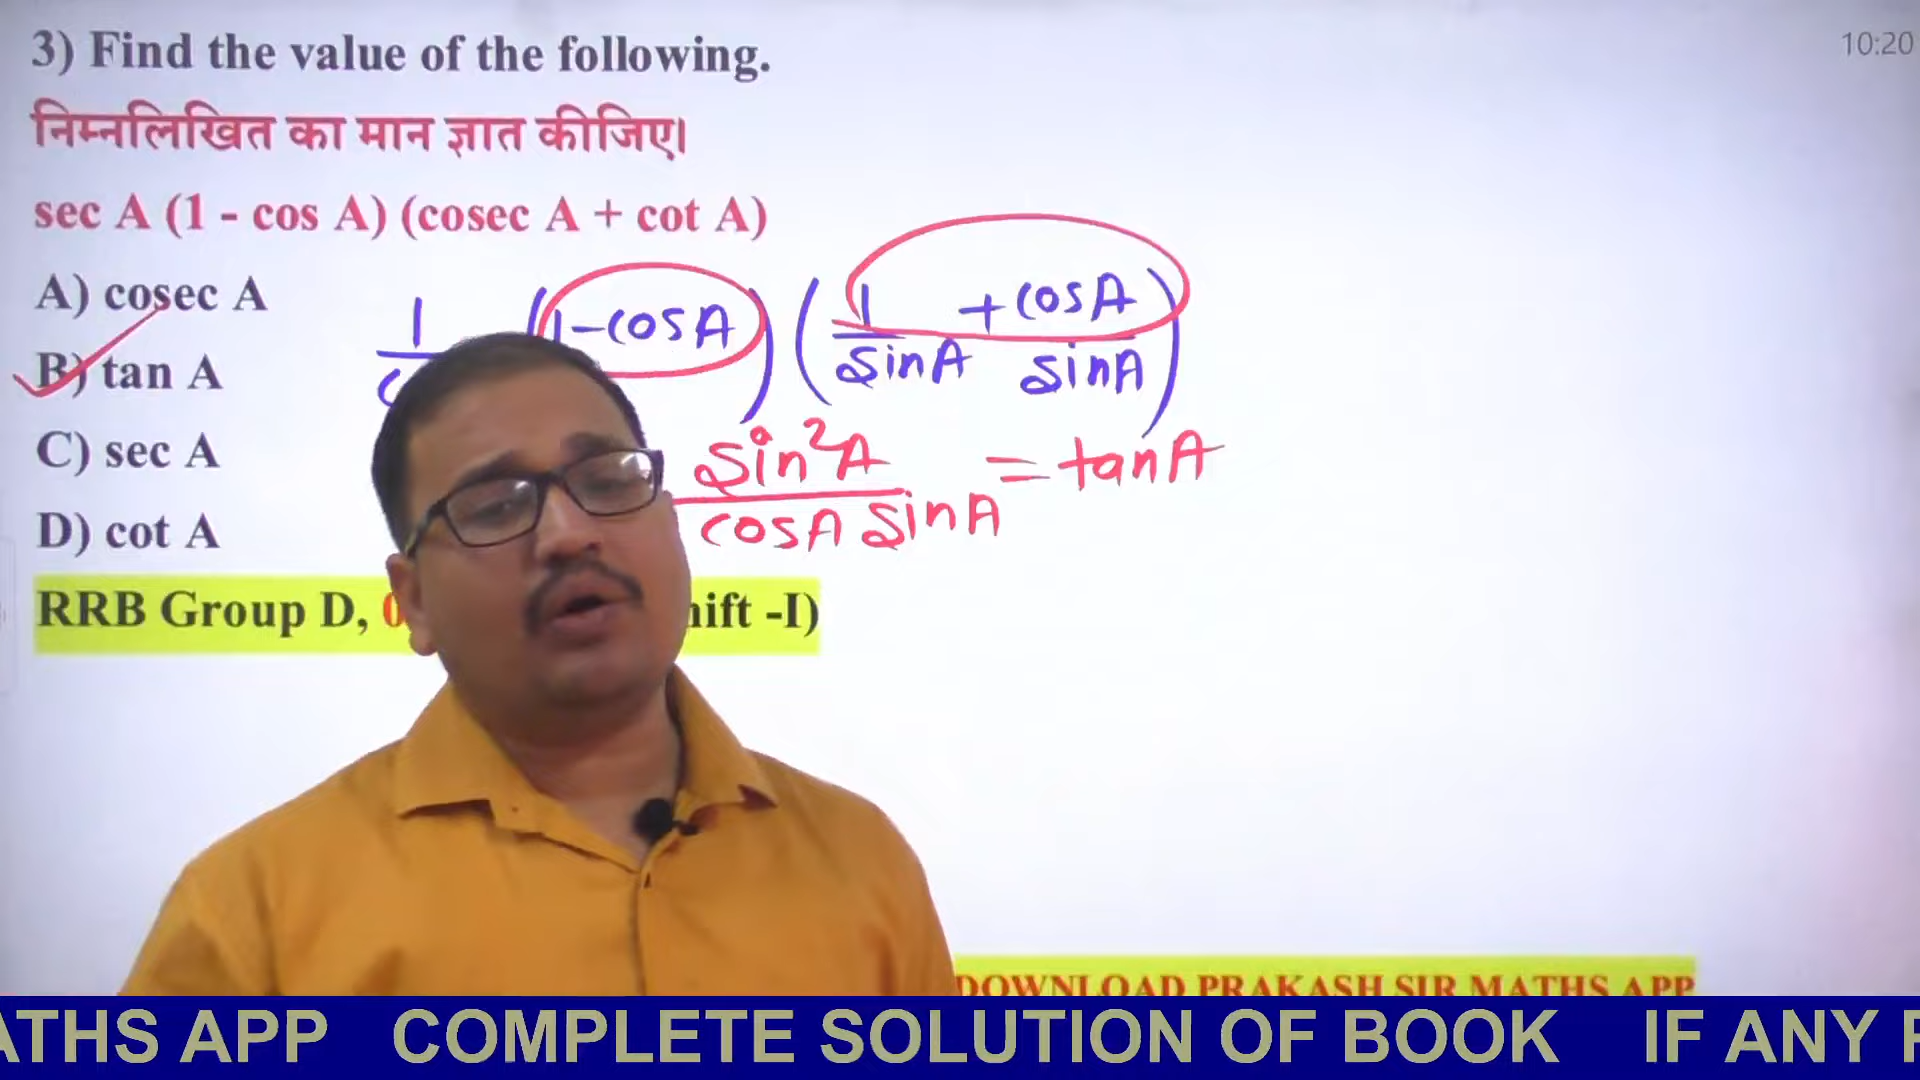 10:20
3) Find the value of the following.
निम्नलिखित का मान ज्ञात कीजिए।
sec A (1 - cos A) (cosec A + cot A)
A) cosec A
B) tan A
C) sec A
D) cot A
1 (1-cosA) (1/sinA + cosA/sinA)
sin²A/cosA sinA = tanA
RRB Group D, -I)
DOWNLOAD PRAKASH SIR MATHS APP
APP COMPLETE SOLUTION OF BOOK IF ANY